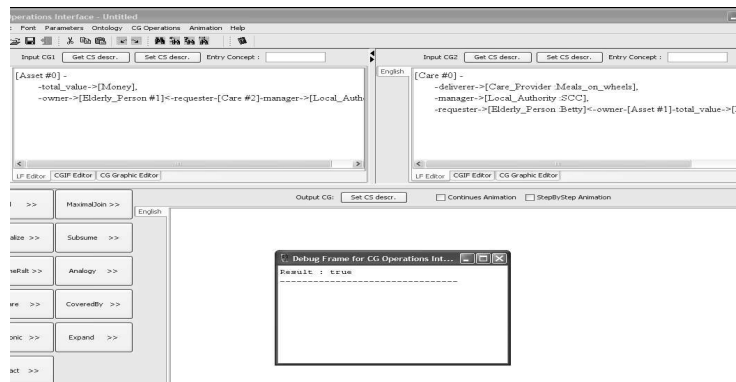 Operations Interface - Untitled
Font Parameters Ontology CG Operations Animation Help
Input CG1 Get CS descr. Set CS descr. Entry Concept :
Input CG2 Get CS descr. Set CS descr. Entry Concept :
[Asset #0] -
-total_value->[Money],
-owner->[Elderly_Person #1]<-requester-[Care #2]-manager->[Local_Auth
LF Editor CGIF Editor CG Graphic Editor
English
[Care #0] -
-deliverer->[Care_Provider :Meals_on_wheels],
-manager->[Local_Authority :SCC],
-requester->[Elderly_Person :Betty]<-owner-[Asset #1]-total_value->[
LF Editor CGIF Editor CG Graphic Editor
Output CG: Set CS descr. Continues Animation StepByStep Animation
>> MaximalJoin >>
English
alize >> Subsume >>
>> Analogy >>
>> CoveredBy >>
onic >> Expand >>
act >>
Debug Frame for CG Operations Int...
Result : true
--------------------------------